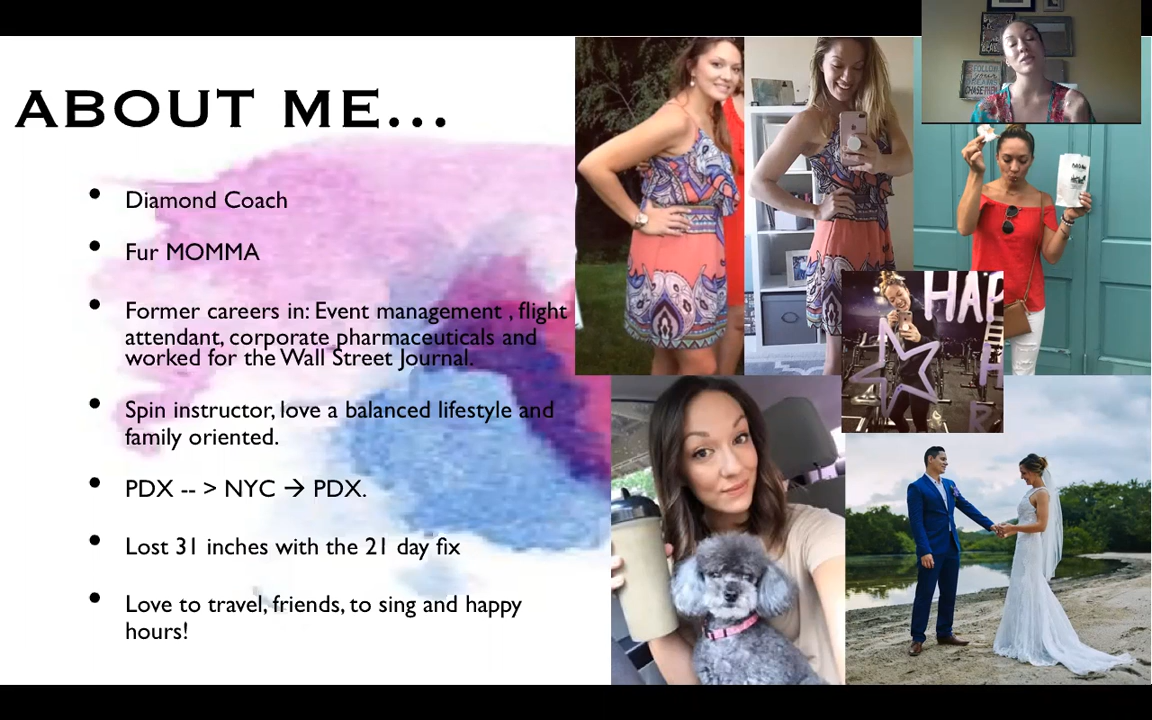 ABOUT ME...
• Diamond Coach
• Fur MOMMA
• Former careers in: Event management , flight
attendant, corporate pharmaceuticals and
worked for the Wall Street Journal.
• Spin instructor, love a balanced lifestyle and
family oriented.
• PDX -- > NYC → PDX.
• Lost 31 inches with the 21 day fix
• Love to travel, friends, to sing and happy
hours!
HAP
H
R
CHASE THEM